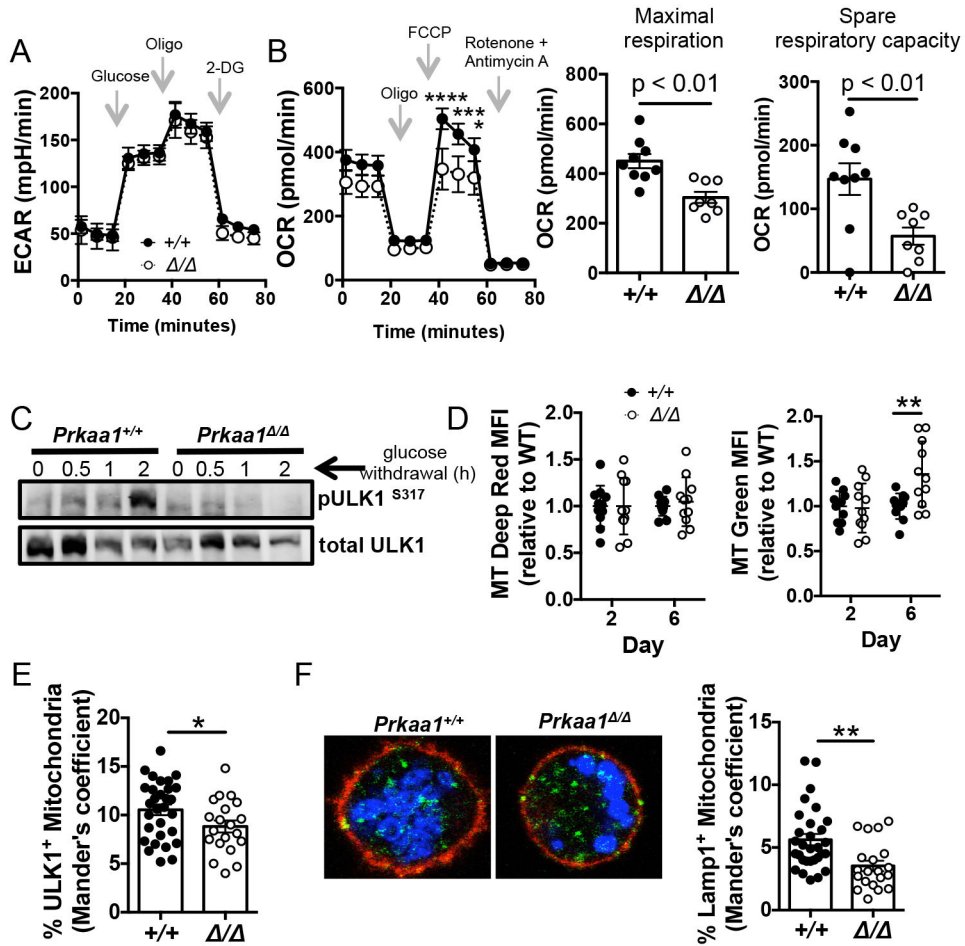 A
Glucose
Oligo
2-DG
ECAR (mpH/min)
200
150
100
50
0
+/+
Δ/Δ
0 20 40 60 80
Time (minutes)
B
FCCP
Oligo
Rotenone +
Antimycin A
****
***
*
OCR (pmol/min)
600
400
200
0
0 20 40 60 80
Time (minutes)
Maximal
respiration
p < 0.01
OCR (pmol/min)
800
600
400
200
0
+/+ Δ/Δ
Spare
respiratory capacity
p < 0.01
OCR (pmol/min)
300
200
100
0
+/+ Δ/Δ
C
Prkaa1+/+ Prkaa1Δ/Δ
0 0.5 1 2 0 0.5 1 2
glucose
withdrawal (h)
pULK1 S317
total ULK1
D
+/+
Δ/Δ
MT Deep Red MFI
(relative to WT)
2.0
1.5
1.0
0.5
0.0
2 6
Day
**
MT Green MFI
(relative to WT)
2.0
1.5
1.0
0.5
0.0
2 6
Day
E
*
% ULK1+ Mitochondria
(Mander's coefficient)
20
15
10
5
0
+/+ Δ/Δ
F
Prkaa1+/+ Prkaa1Δ/Δ
**
% Lamp1+ Mitochondria
(Mander's coefficient)
15
10
5
0
+/+ Δ/Δ